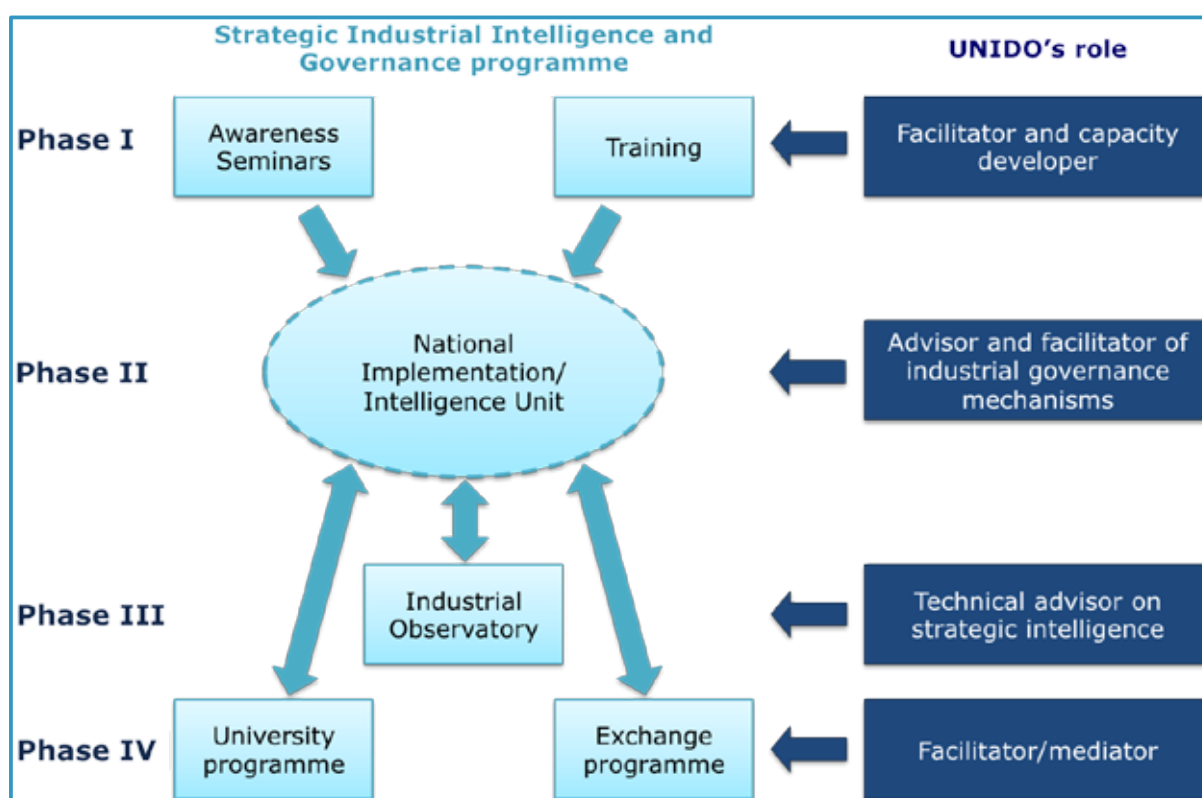 Strategic Industrial Intelligence and
Governance programme
UNIDO's role
Phase I
Awareness
Seminars
Training
Facilitator and capacity
developer
Phase II
National
Implementation/
Intelligence Unit
Advisor and facilitator of
industrial governance
mechanisms
Phase III
Industrial
Observatory
Technical advisor on
strategic intelligence
Phase IV
University
programme
Exchange
programme
Facilitator/mediator